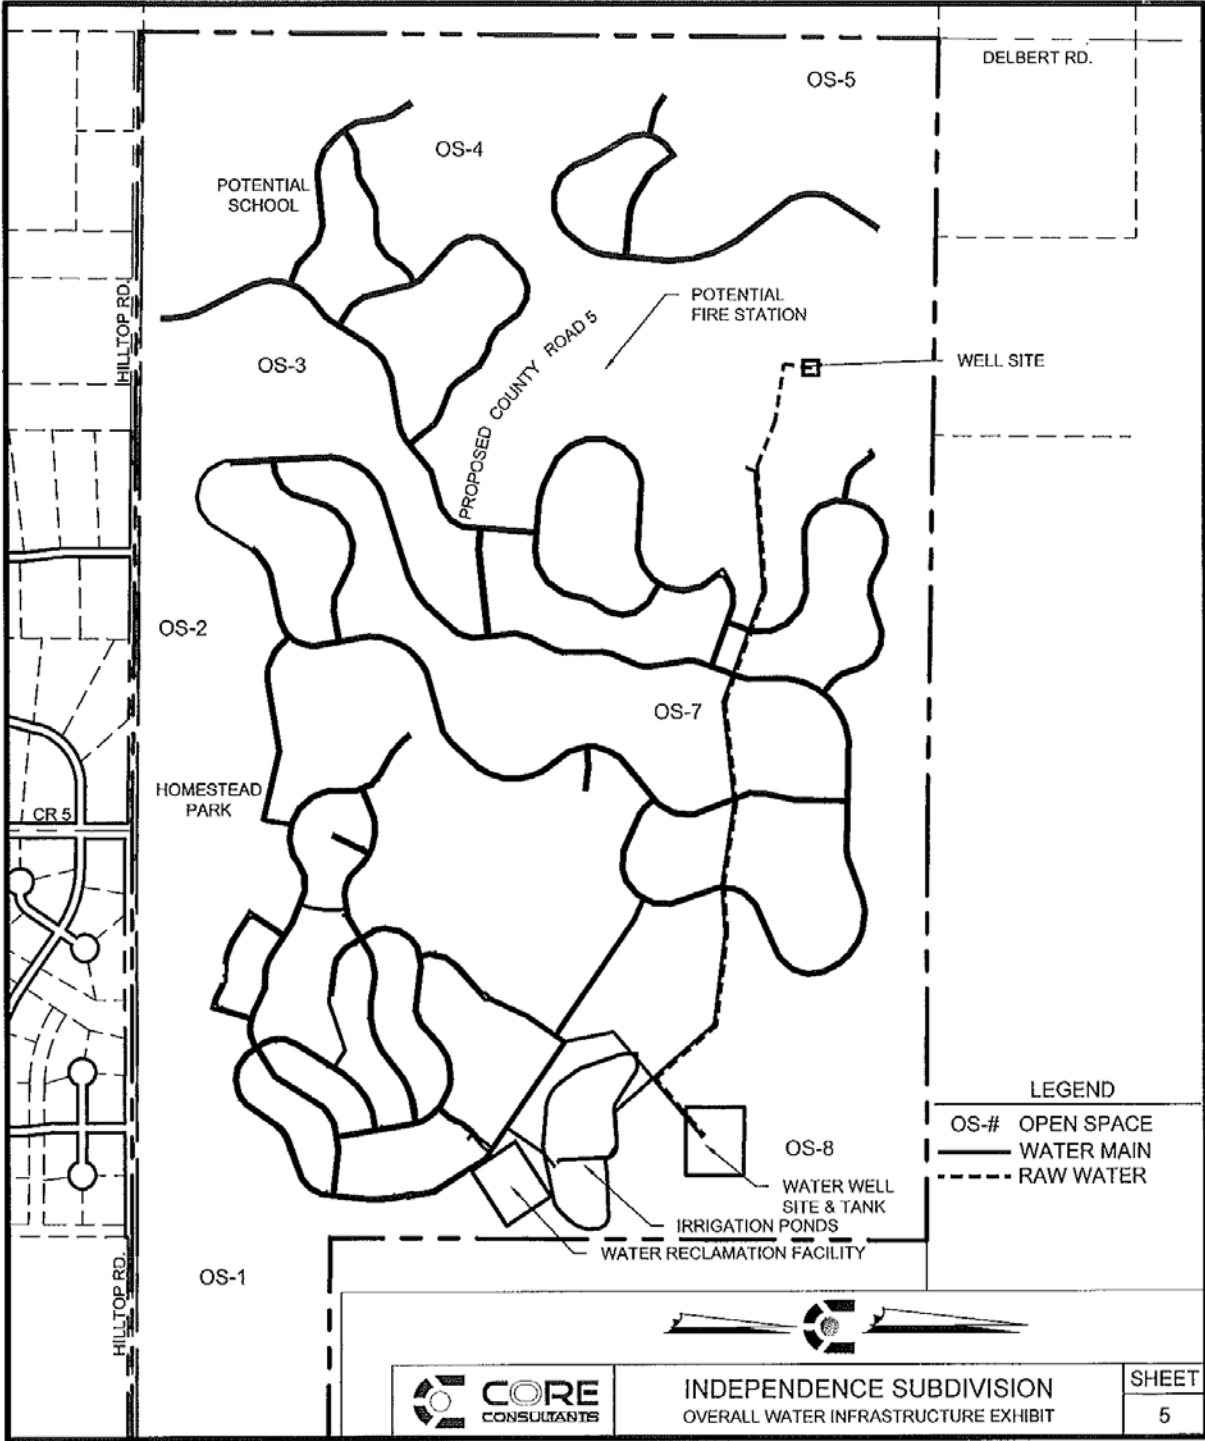 DELBERT RD.
OS-5
OS-4
POTENTIAL
SCHOOL
HILLTOP RD.
POTENTIAL
FIRE STATION
PROPOSED COUNTY ROAD 5
WELL SITE
OS-3
OS-2
OS-7
HOMESTEAD
PARK
CR 5
LEGEND
OS-# OPEN SPACE
WATER MAIN
RAW WATER
OS-8
WATER WELL
SITE & TANK
IRRIGATION PONDS
WATER RECLAMATION FACILITY
OS-1
HILLTOP RD.
CORE
CONSULTANTS
INDEPENDENCE SUBDIVISION
OVERALL WATER INFRASTRUCTURE EXHIBIT
SHEET
5